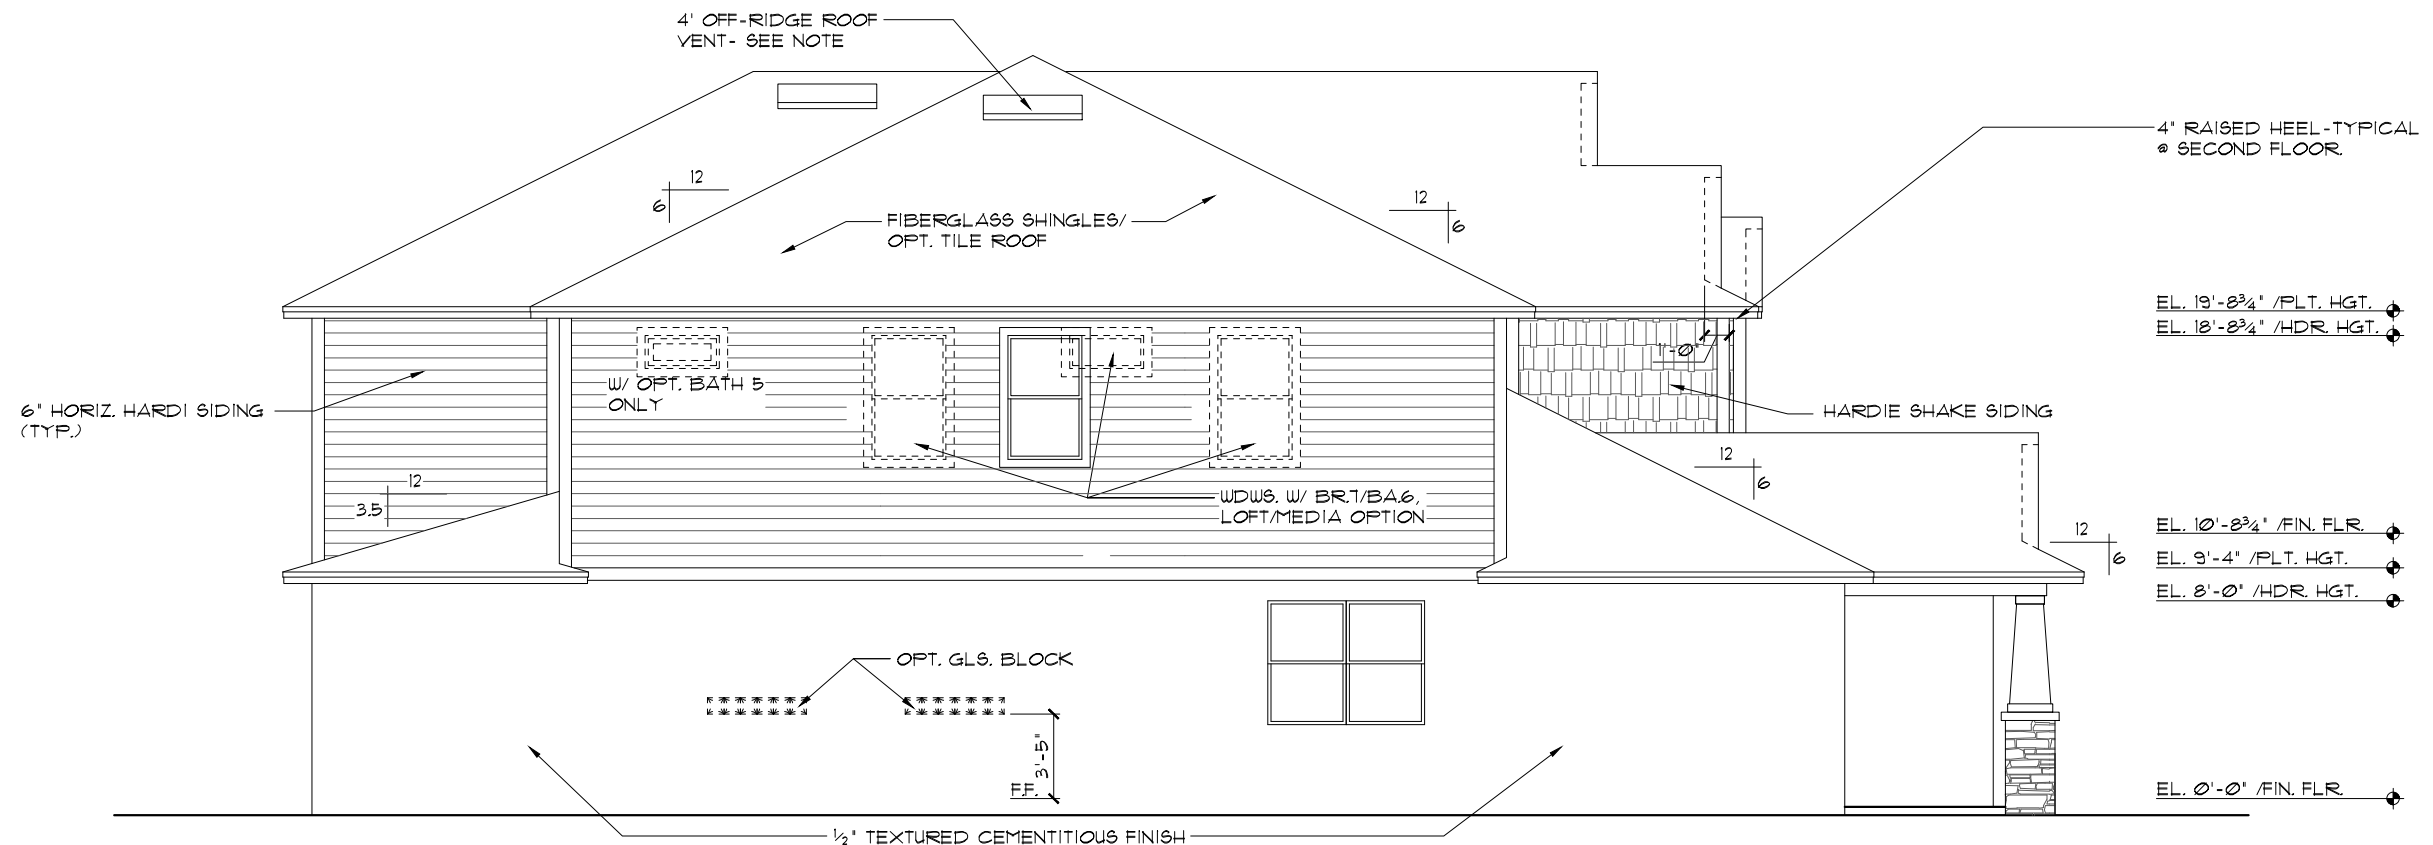 4' OFF-RIDGE ROOF
VENT- SEE NOTE
4" RAISED HEEL-TYPICAL
@ SECOND FLOOR.
12
6
12
6
FIBERGLASS SHINGLES/
OPT. TILE ROOF
EL. 19'-8¾" /PLT. HGT.
EL. 18'-8¾" /HDR. HGT.
1'-0"
W/ OPT. BATH 5
ONLY
6" HORIZ. HARDI SIDING
(TYP.)
HARDIE SHAKE SIDING
12
3.5
12
6
WDWS. W/ BR.7/BA.6,
LOFT/MEDIA OPTION
12
6
EL. 10'-8¾" /FIN. FLR.
EL. 9'-4" /PLT. HGT.
EL. 8'-0" /HDR. HGT.
OPT. GLS. BLOCK
3'-5"
F.F.
EL. 0'-0" /FIN. FLR.
½" TEXTURED CEMENTITIOUS FINISH